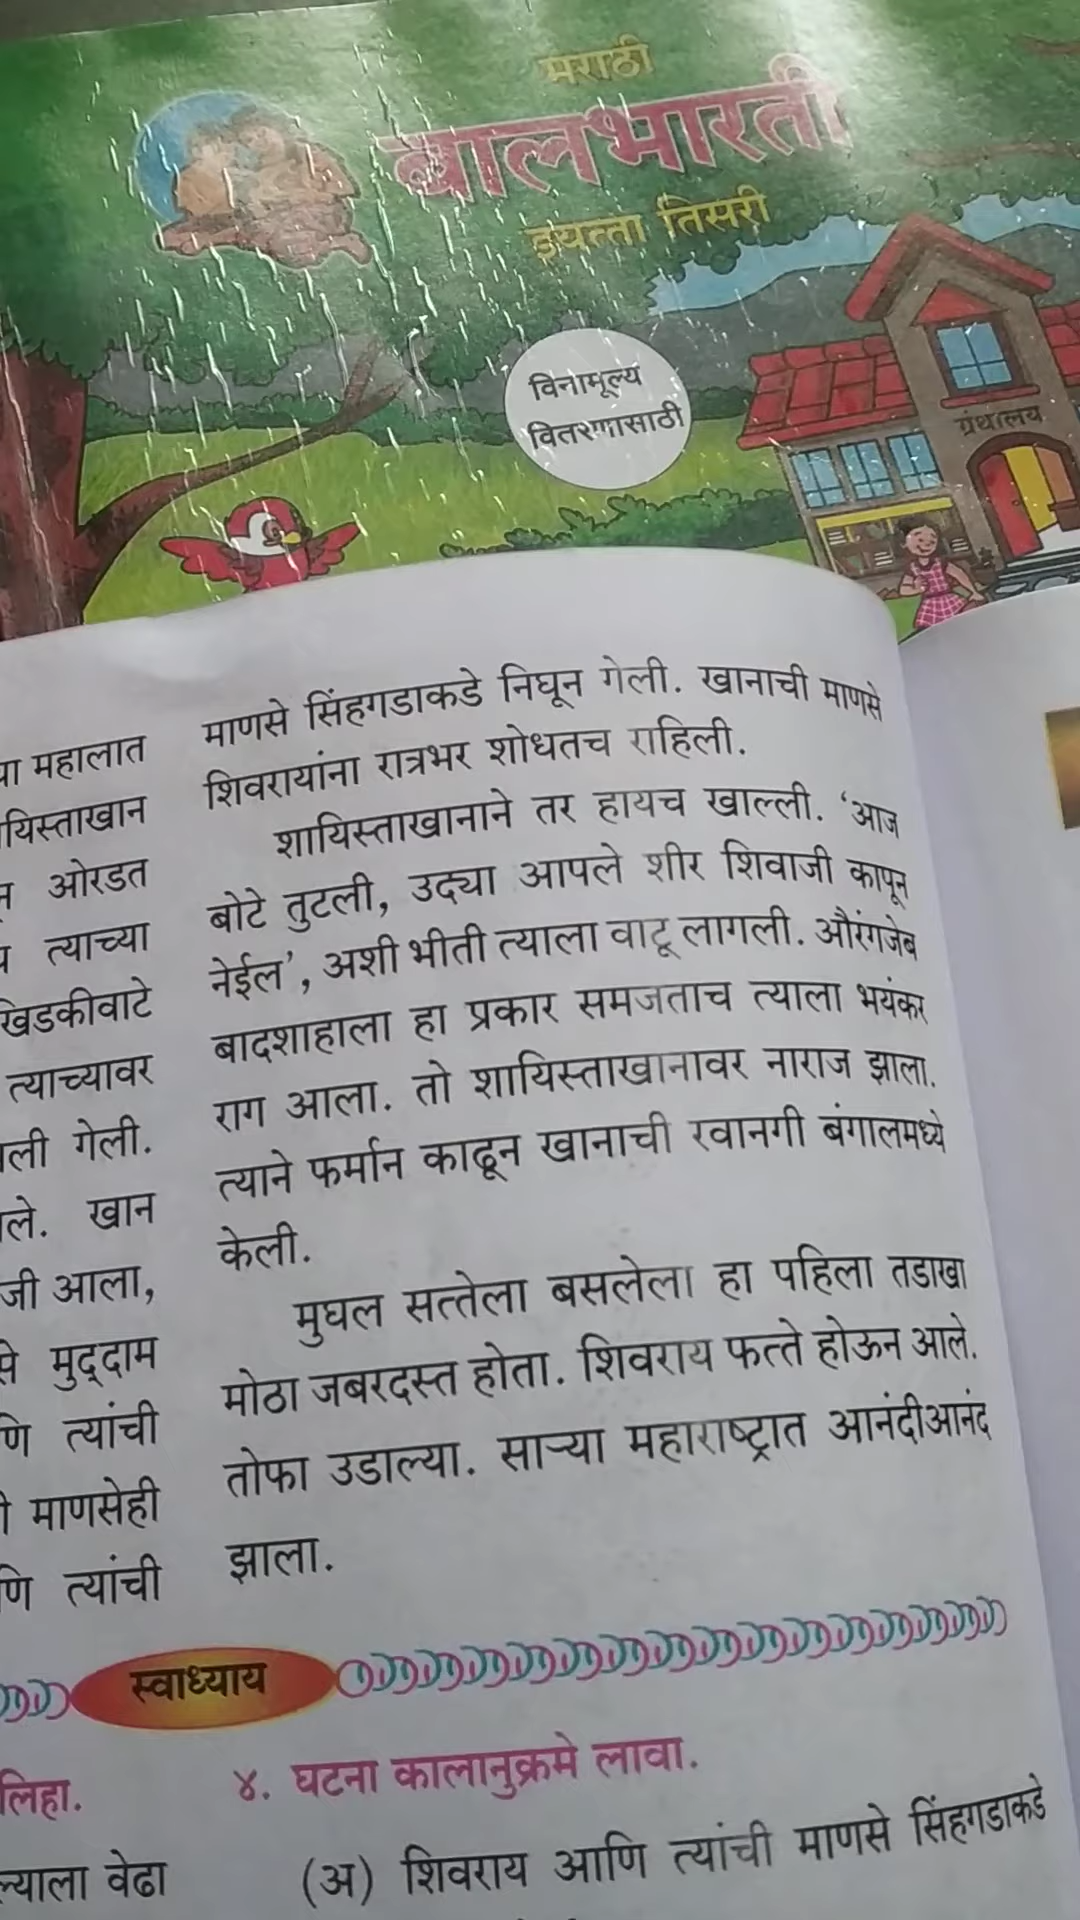 मराठी
बालभारती
इयत्ता तिसरी
विनामूल्य
वितरणासाठी
ग्रंथालय
महालात
ओरडत
त्याच्या
खिडकीवाटे
त्याच्यावर
गेली.
खान
आला,
मुद्दाम
त्यांची
माणसेही
त्यांची
माणसे सिंहगडाकडे निघून गेली. खानाची माणसे
शिवरायांना रात्रभर शोधतच राहिली.
शायिस्ताखानाने तर हायच खाल्ली. ‘आज
बोटे तुटली, उद्या आपले शीर शिवाजी कापून
नेईल’, अशी भीती त्याला वाटू लागली. औरंगजेब
बादशाहाला हा प्रकार समजताच त्याला भयंकर
राग आला. तो शायिस्ताखानावर नाराज झाला.
त्याने फर्मान काढून खानाची रवानगी बंगालमध्ये
केली.
मुघल सत्तेला बसलेला हा पहिला तडाखा
मोठा जबरदस्त होता. शिवराय फत्ते होऊन आले.
तोफा उडाल्या. साऱ्या महाराष्ट्रात आनंदीआनंद
झाला.
स्वाध्याय
लिहा.
वेढा
४. घटना कालानुक्रमे लावा.
(अ) शिवराय आणि त्यांची माणसे सिंहगडाकडे